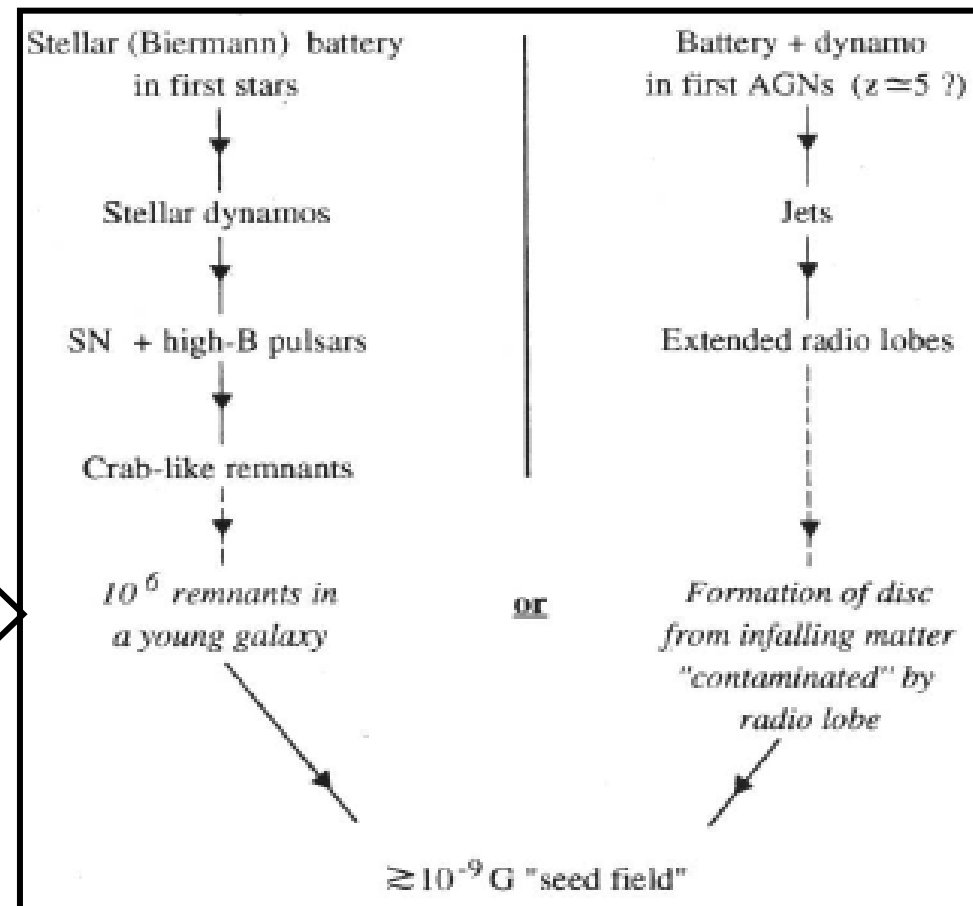 Stellar (Biermann) battery
in first stars
Stellar dynamos
SN + high-B pulsars
Crab-like remnants
10^6 remnants in
a young galaxy
or
Battery + dynamo
in first AGNs (z≃5 ?)
Jets
Extended radio lobes
Formation of disc
from infalling matter
"contaminated" by
radio lobe
≳10^-9 G "seed field"